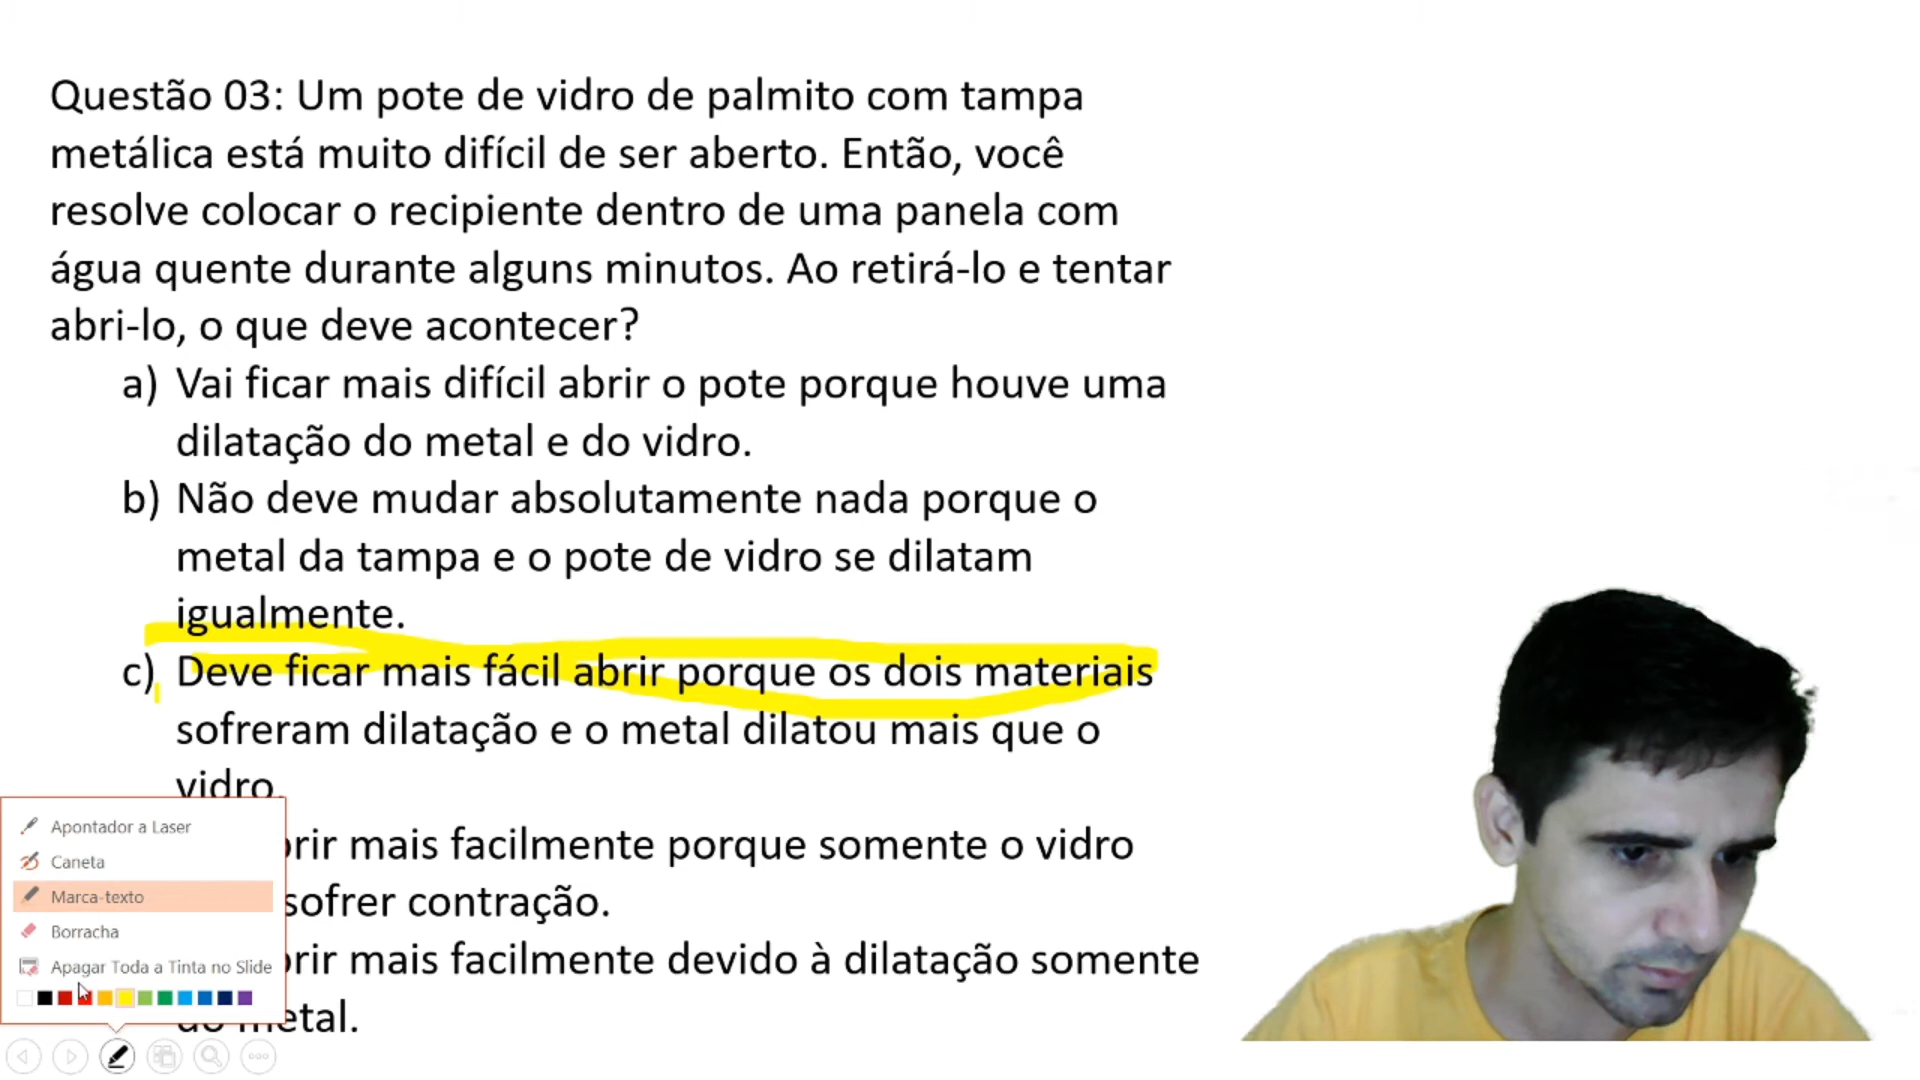 Questão 03: Um pote de vidro de palmito com tampa
metálica está muito difícil de ser aberto. Então, você
resolve colocar o recipiente dentro de uma panela com
água quente durante alguns minutos. Ao retirá-lo e tentar
abri-lo, o que deve acontecer?
a) Vai ficar mais difícil abrir o pote porque houve uma
dilatação do metal e do vidro.
b) Não deve mudar absolutamente nada porque o
metal da tampa e o pote de vidro se dilatam
igualmente.
c) Deve ficar mais fácil abrir porque os dois materiais
sofreram dilatação e o metal dilatou mais que o
vidro.
mais facilmente porque somente o vidro
sofrer contração.
mais facilmente devido à dilatação somente
do metal.
Apontador a Laser
Caneta
Marca-texto
Borracha
Apagar Toda a Tinta no Slide